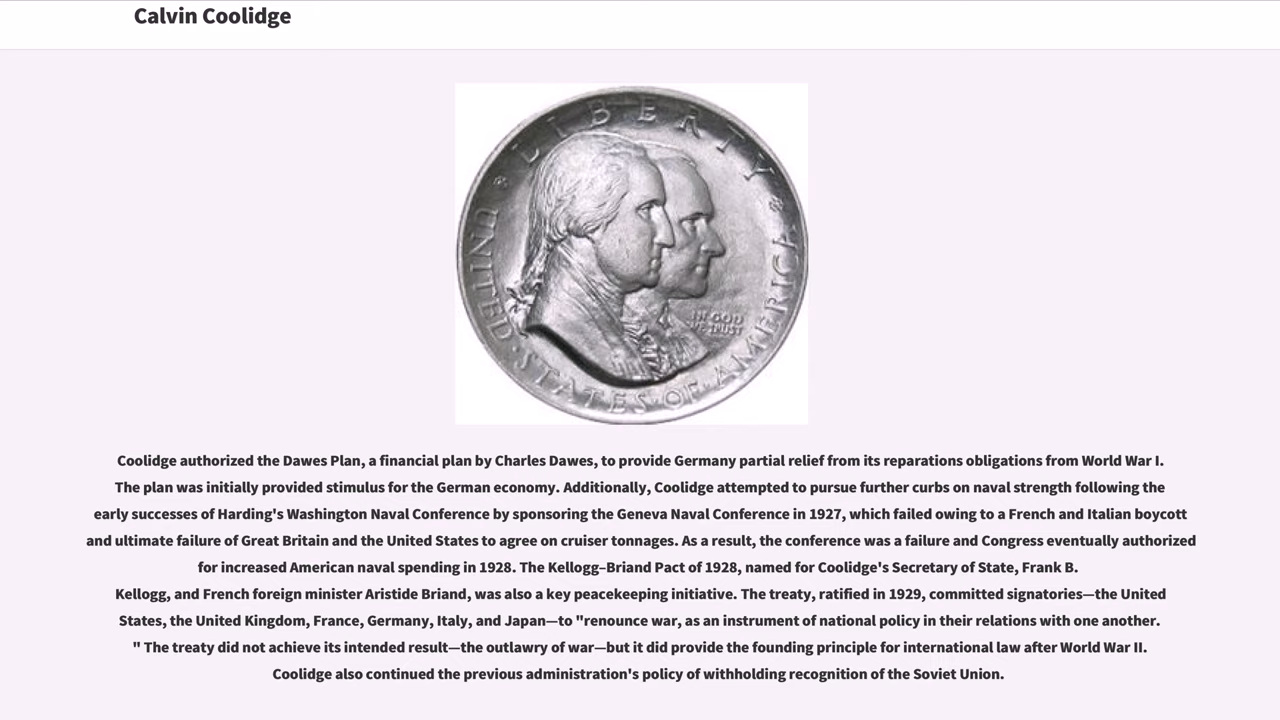 Calvin Coolidge
LIBERTY
UNITED · STATES · OF · AMERICA
IN GOD
WE TRUST
Coolidge authorized the Dawes Plan, a financial plan by Charles Dawes, to provide Germany partial relief from its reparations obligations from World War I.
The plan was initially provided stimulus for the German economy. Additionally, Coolidge attempted to pursue further curbs on naval strength following the
early successes of Harding's Washington Naval Conference by sponsoring the Geneva Naval Conference in 1927, which failed owing to a French and Italian boycott
and ultimate failure of Great Britain and the United States to agree on cruiser tonnages. As a result, the conference was a failure and Congress eventually authorized
for increased American naval spending in 1928. The Kellogg–Briand Pact of 1928, named for Coolidge's Secretary of State, Frank B.
Kellogg, and French foreign minister Aristide Briand, was also a key peacekeeping initiative. The treaty, ratified in 1929, committed signatories—the United
States, the United Kingdom, France, Germany, Italy, and Japan—to "renounce war, as an instrument of national policy in their relations with one another.
" The treaty did not achieve its intended result—the outlawry of war—but it did provide the founding principle for international law after World War II.
Coolidge also continued the previous administration's policy of withholding recognition of the Soviet Union.